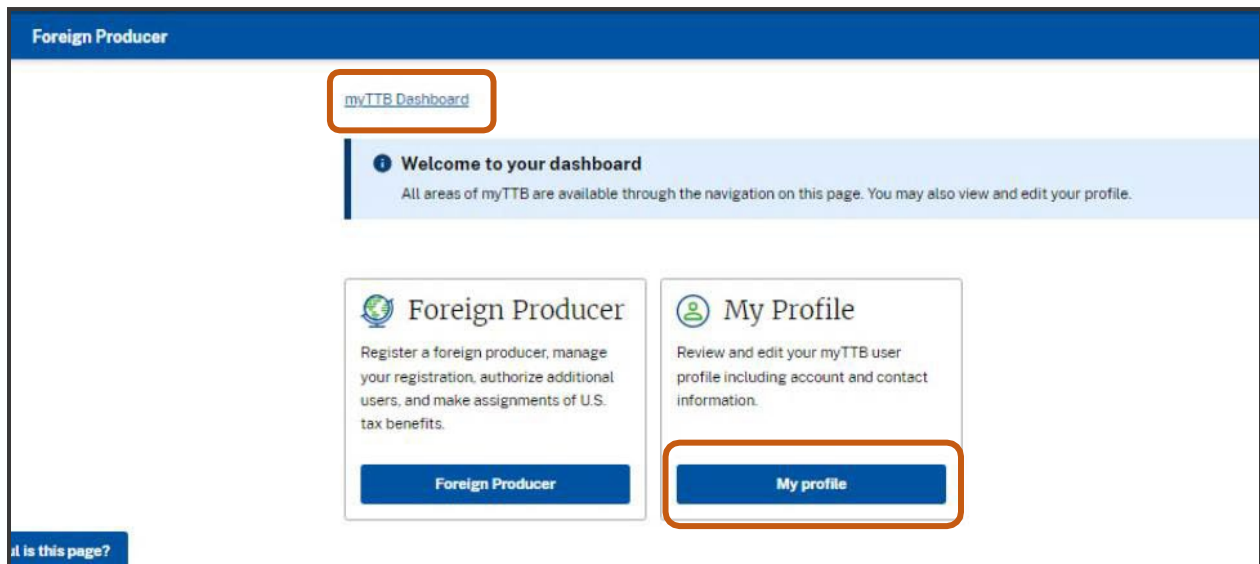 Foreign Producer
myTTB Dashboard
Welcome to your dashboard
All areas of myTTB are available through the navigation on this page. You may also view and edit your profile.
Foreign Producer
Register a foreign producer, manage
your registration, authorize additional
users, and make assignments of U.S.
tax benefits.
Foreign Producer
My Profile
Review and edit your myTTB user
profile including account and contact
information.
My profile
is this page?